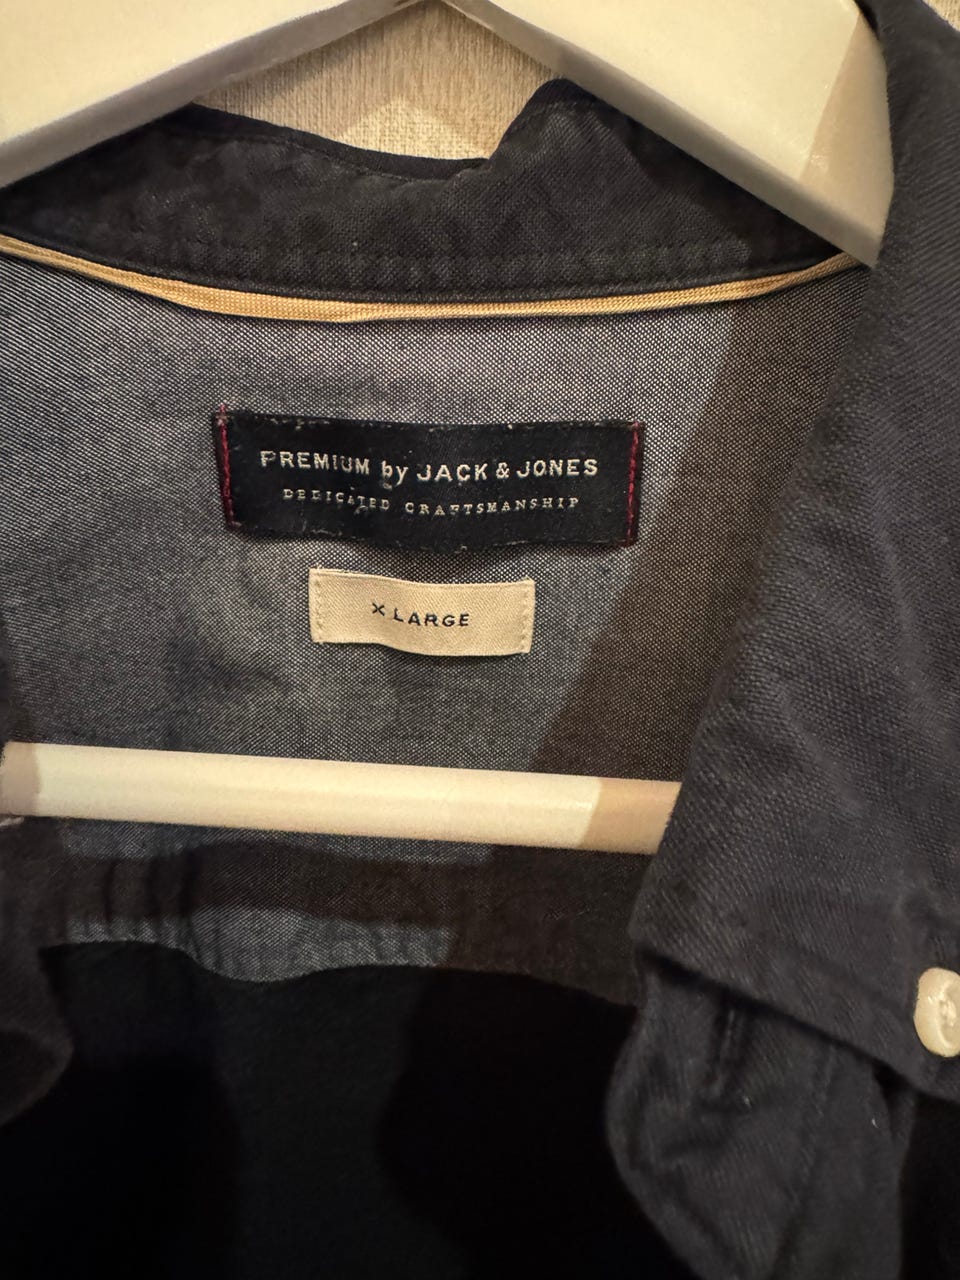 PREMIUM by JACK & JONES
DEDICATED CRAFTSMANSHIP
X LARGE